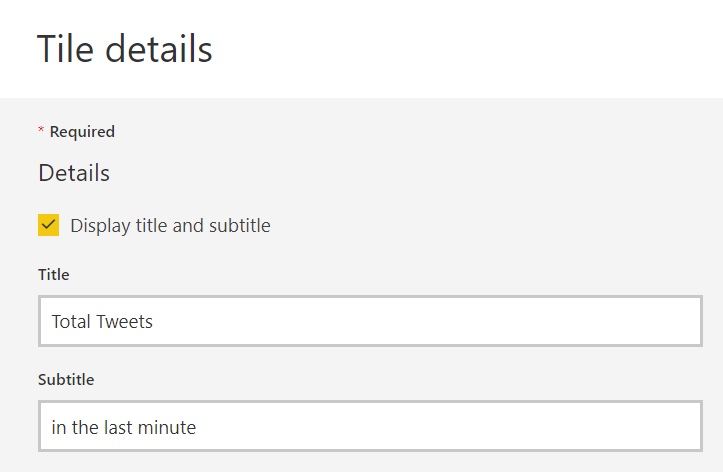 Tile details
* Required
Details
Display title and subtitle
Title
Total Tweets
Subtitle
in the last minute